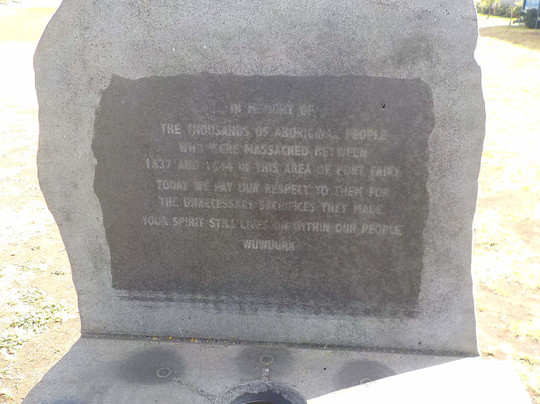 IN MEMORY OF
THE THOUSANDS OF ABORIGINAL PEOPLE
WHO WERE MASSACRED BETWEEN
1837 AND 1844 IN THIS AREA OF PORT FAIRY
TODAY WE PAY OUR RESPECT TO THEM FOR
THE UNNECESSARY SACRIFICES THEY MADE
YOUR SPIRIT STILL LIVES ON WITHIN OUR PEOPLE
WUWUURK